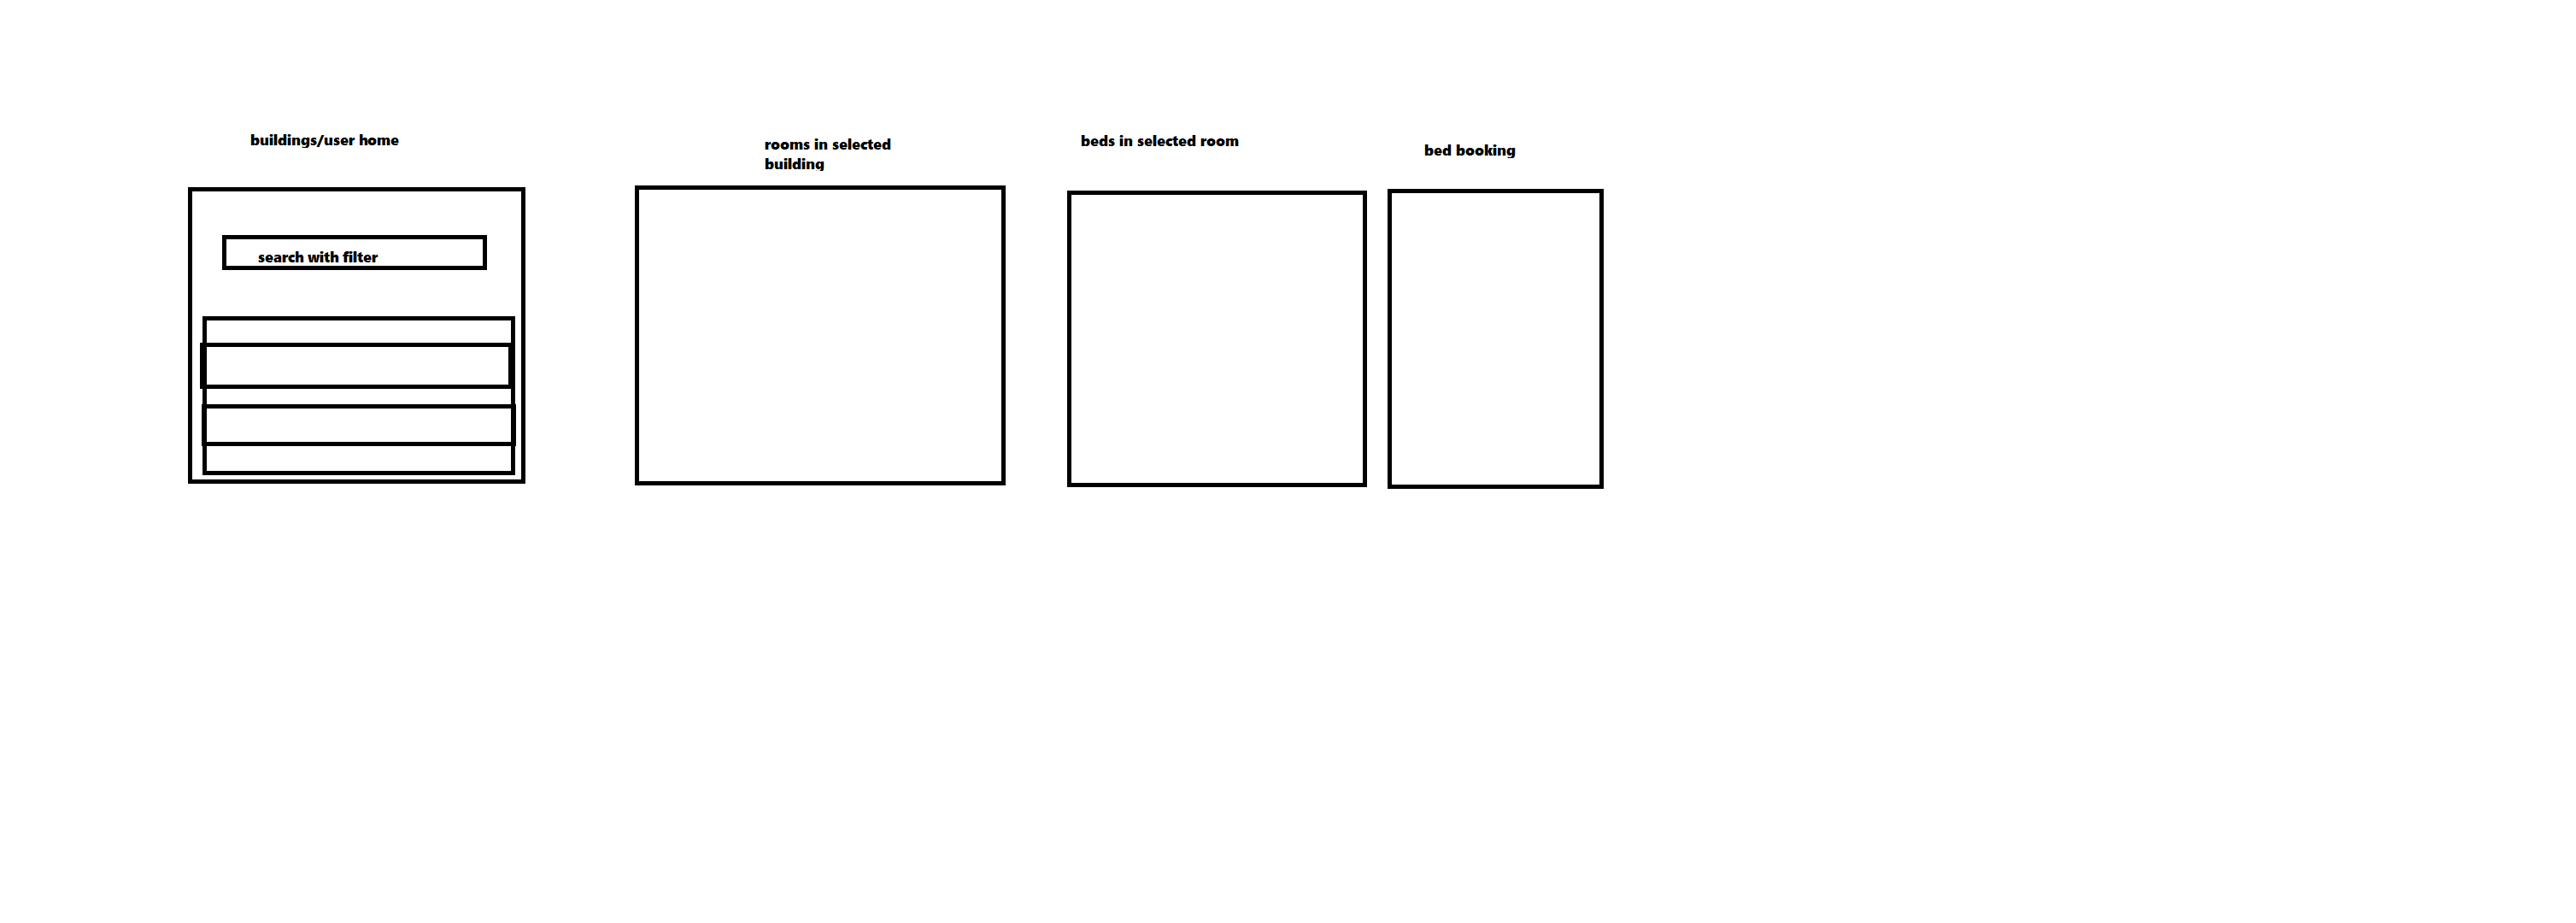 buildings/user home
rooms in selected
building
beds in selected room
bed booking
search with filter